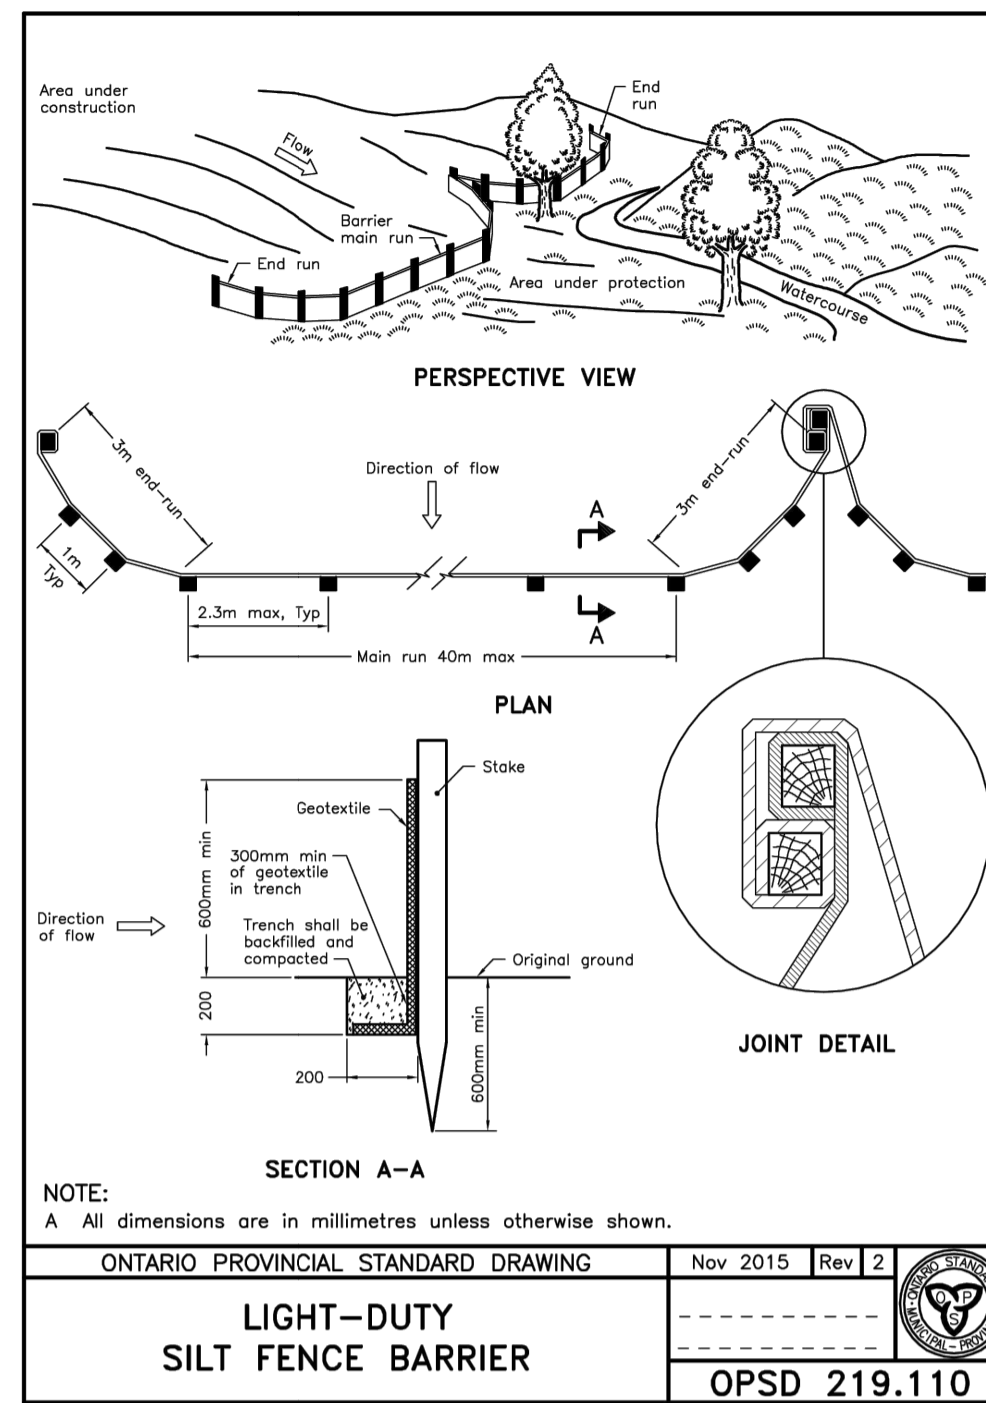 Area under
construction
Flow
End
run
Barrier
main run
End run
Area under protection
Watercourse
PERSPECTIVE VIEW
3m end-run
Direction of flow
3m end-run
A
1m
Typ
2.3m max, Typ
A
Main run 40m max
PLAN
Stake
Geotextile
600mm min
300mm min
of geotextile
in trench
Direction
of flow
Trench shall be
backfilled and
compacted
Original ground
200
200
600mm min
JOINT DETAIL
SECTION A-A
NOTE:
A All dimensions are in millimetres unless otherwise shown.
ONTARIO PROVINCIAL STANDARD DRAWING
Nov 2015
Rev
2
LIGHT-DUTY
SILT FENCE BARRIER
OPS
OPSD 219.110